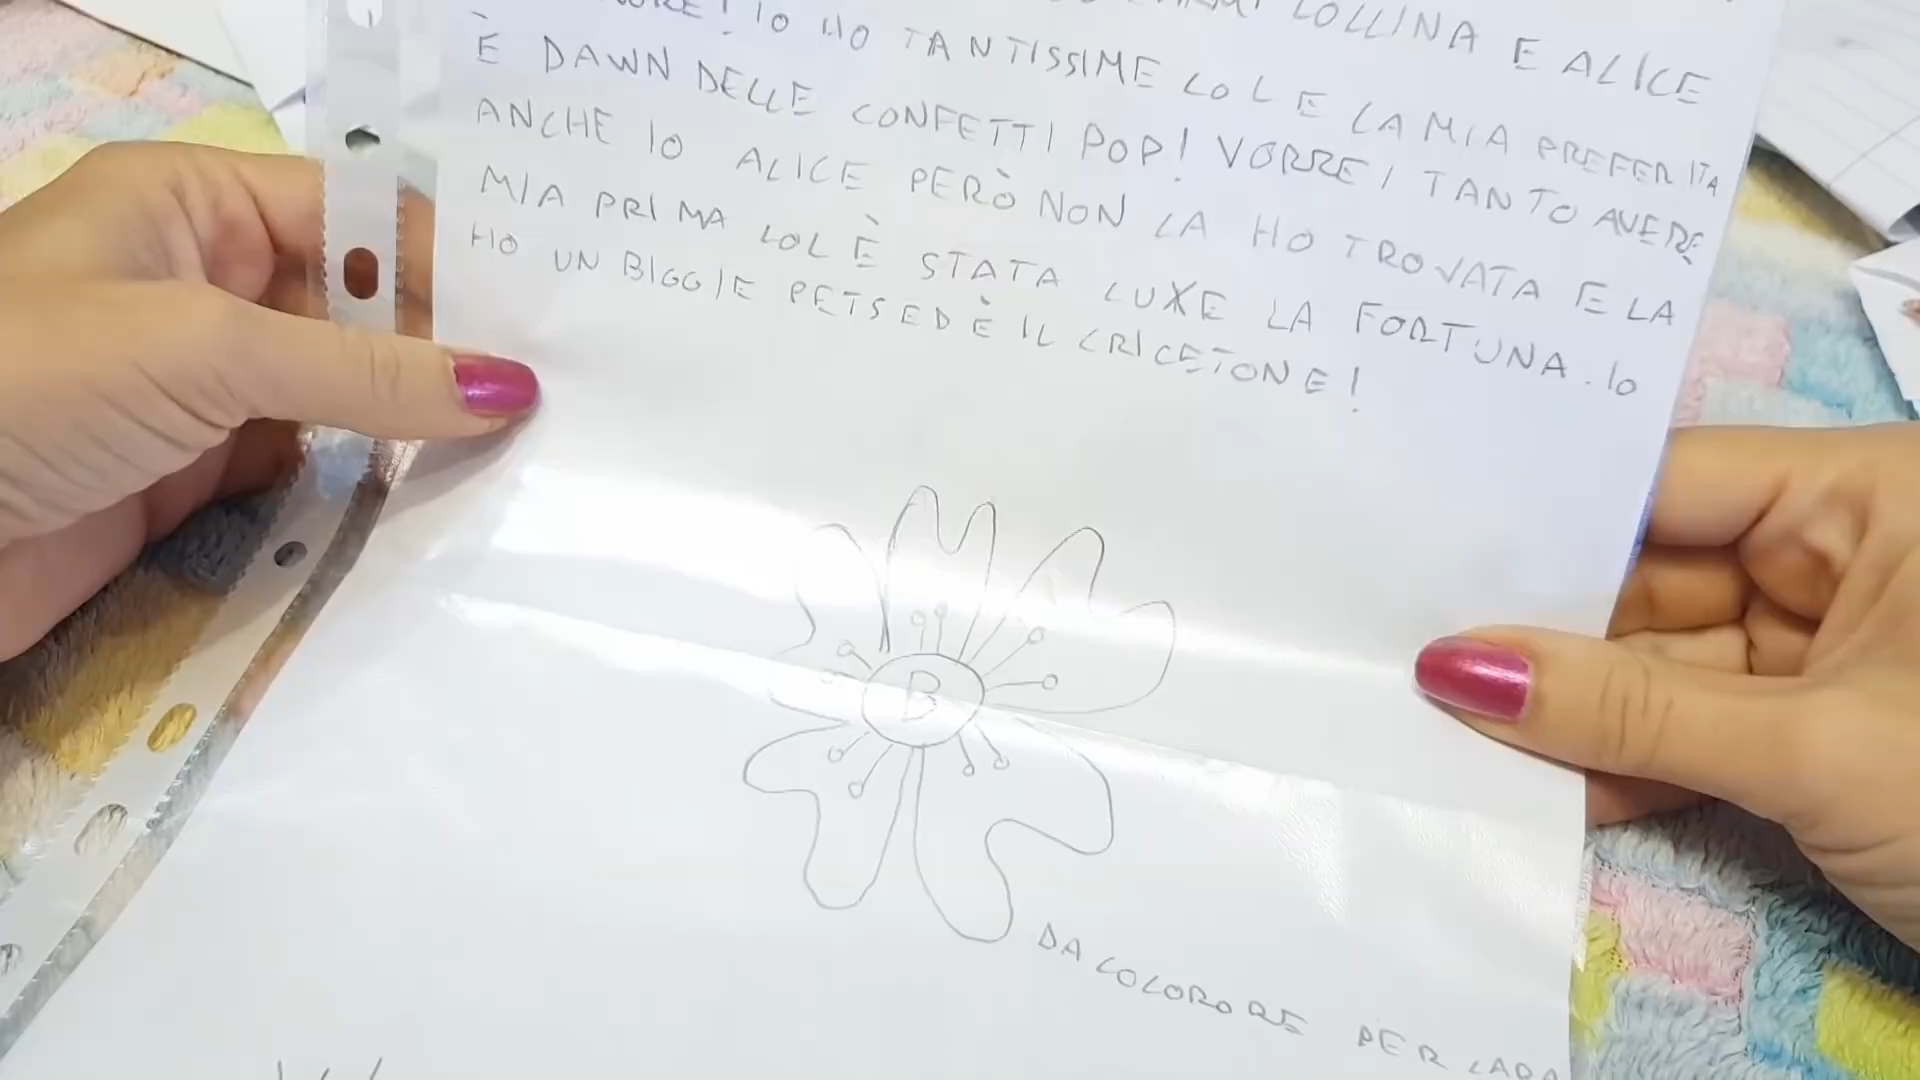 LOLLINA E ALICE
! IO HO TANTISSIME LOL E LA MIA PREFERITA
È DAWN DELLE CONFETTI POP! VORREI TANTO AVERE
ANCHE IO ALICE PERÒ NON LA HO TROVATA E LA
MIA PRIMA LOL È STATA LUXE LA FORTUNA. IO
HO UN BIGGIE PETS ED È IL CRICETONE!
B
DA COLORORE PER